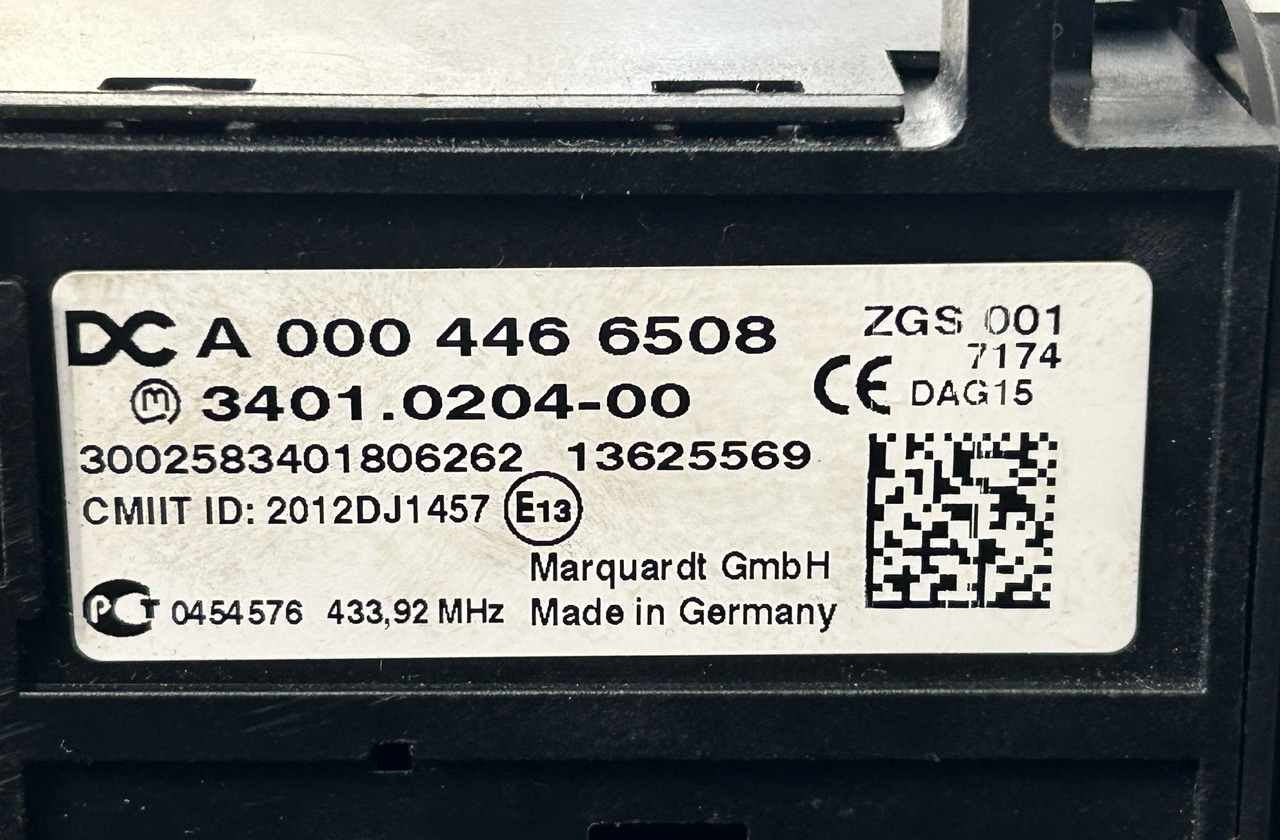 DC A 000 446 6508
m 3401.0204-00
3002583401806262 13625569
CMIIT ID: 2012DJ1457 E13
ZGS 001
7174
CE DAG15
Marquardt GmbH
PCT 0454576 433,92 MHz Made in Germany